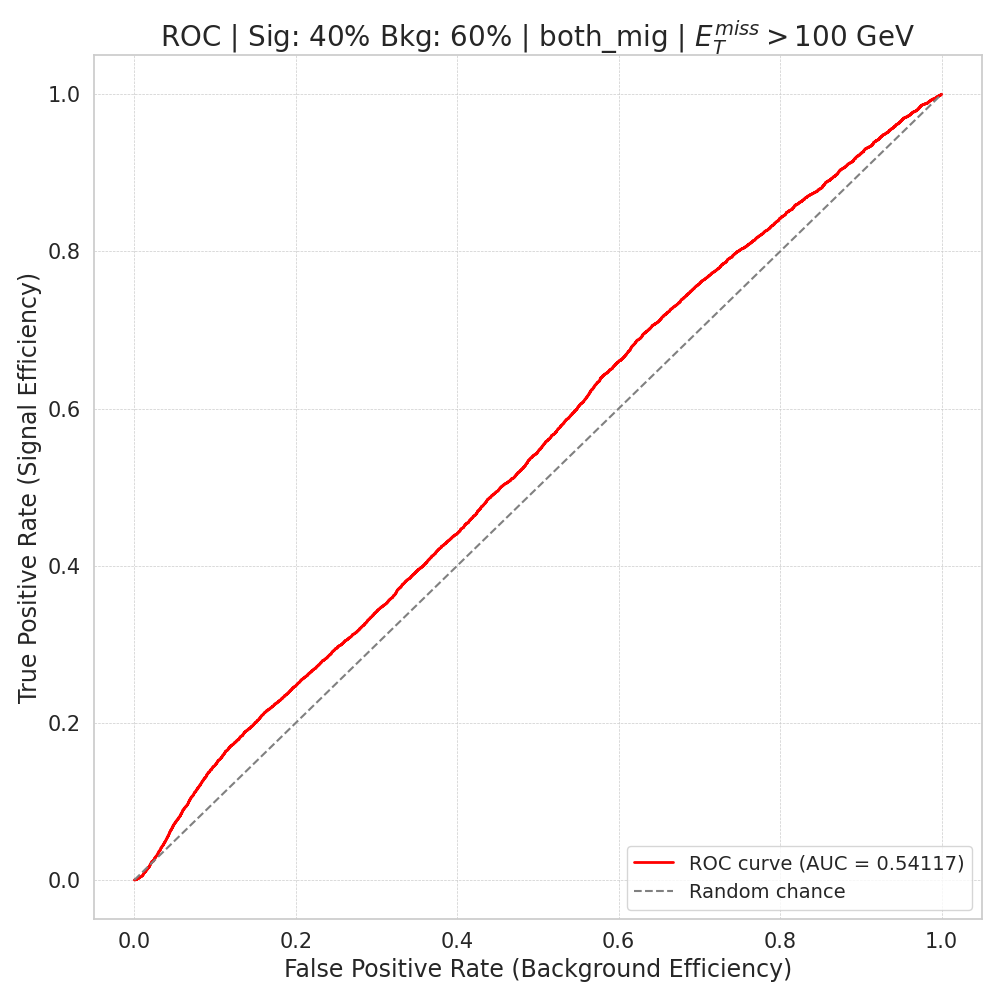 ROC | Sig: 40% Bkg: 60% | both_mig | $E_T^{miss} > 100$ GeV
1.0
0.8
0.6
0.4
0.2
0.0
True Positive Rate (Signal Efficiency)
ROC curve (AUC = 0.54117)
Random chance
0.0 0.2 0.4 0.6 0.8 1.0
False Positive Rate (Background Efficiency)